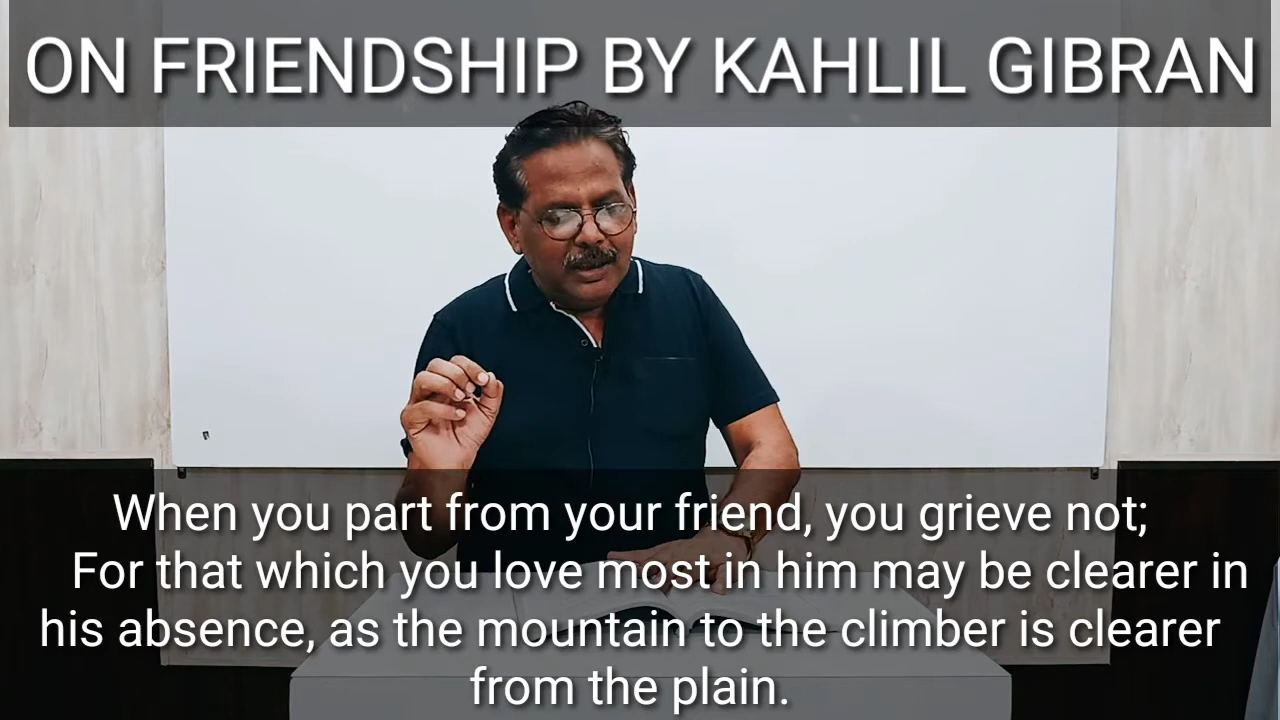 ON FRIENDSHIP BY KAHLIL GIBRAN
When you part from your friend, you grieve not;
For that which you love most in him may be clearer in
his absence, as the mountain to the climber is clearer
from the plain.